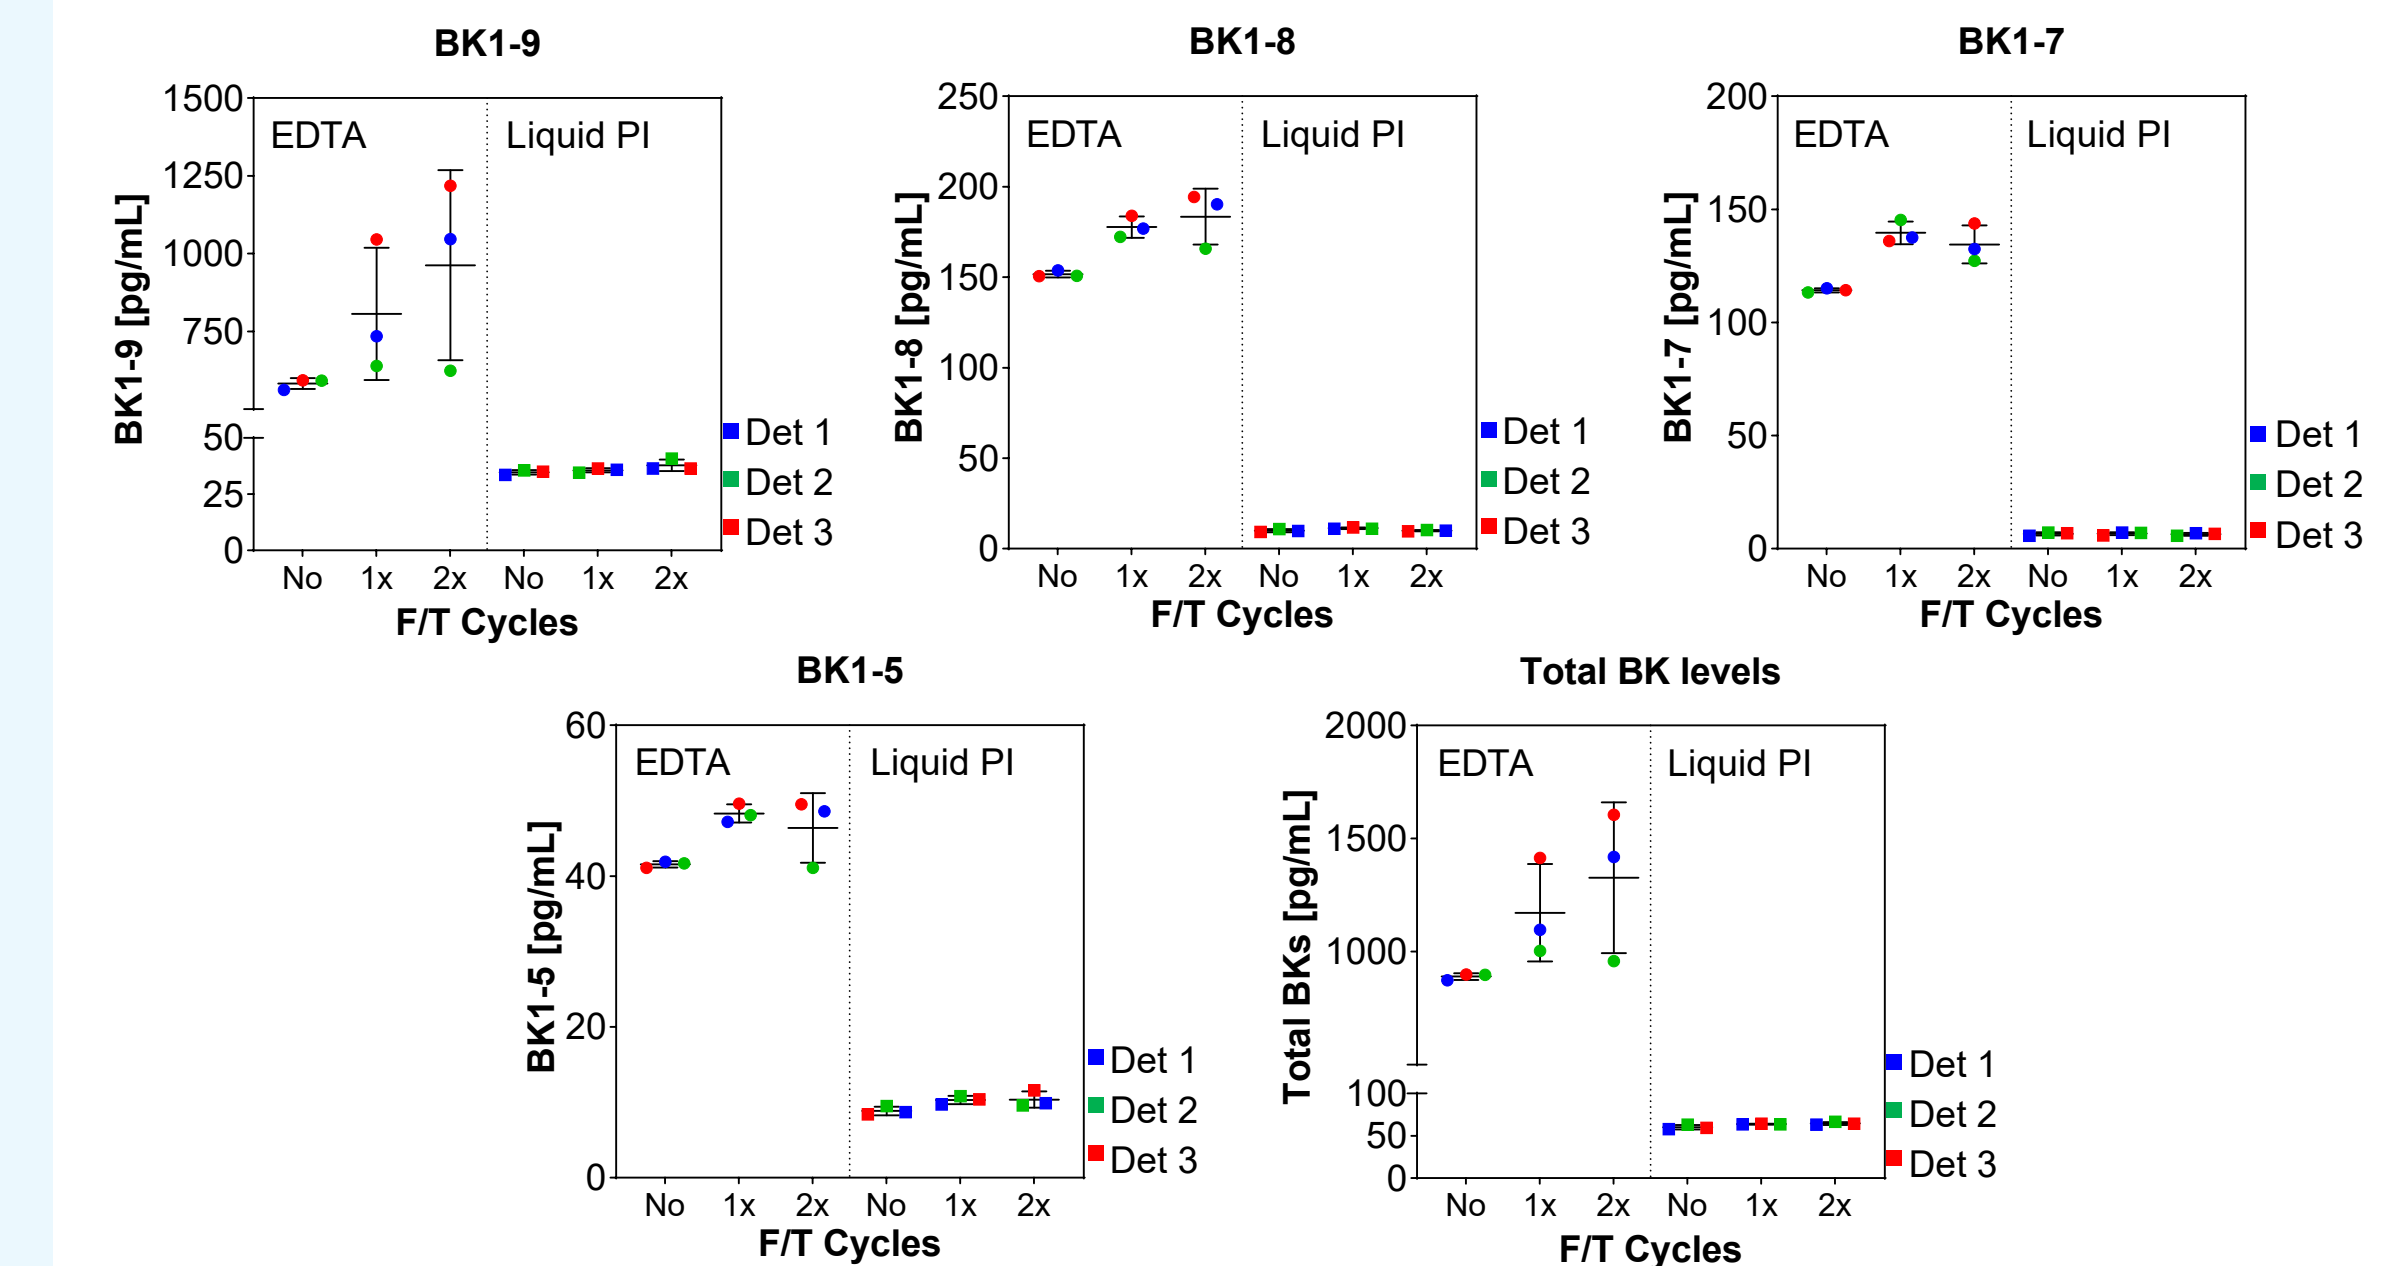 BK1-9
BK1-9 [pg/mL]
1500
1250
1000
750
50
25
0
EDTA
Liquid PI
No 1x 2x No 1x 2x
F/T Cycles
Det 1
Det 2
Det 3
BK1-8
BK1-8 [pg/mL]
250
200
150
100
50
0
EDTA
Liquid PI
No 1x 2x No 1x 2x
F/T Cycles
Det 1
Det 2
Det 3
BK1-7
BK1-7 [pg/mL]
200
150
100
50
0
EDTA
Liquid PI
No 1x 2x No 1x 2x
F/T Cycles
Det 1
Det 2
Det 3
BK1-5
BK1-5 [pg/mL]
60
40
20
0
EDTA
Liquid PI
No 1x 2x No 1x 2x
F/T Cycles
Det 1
Det 2
Det 3
Total BK levels
Total BKs [pg/mL]
2000
1500
1000
100
50
0
EDTA
Liquid PI
No 1x 2x No 1x 2x
F/T Cycles
Det 1
Det 2
Det 3